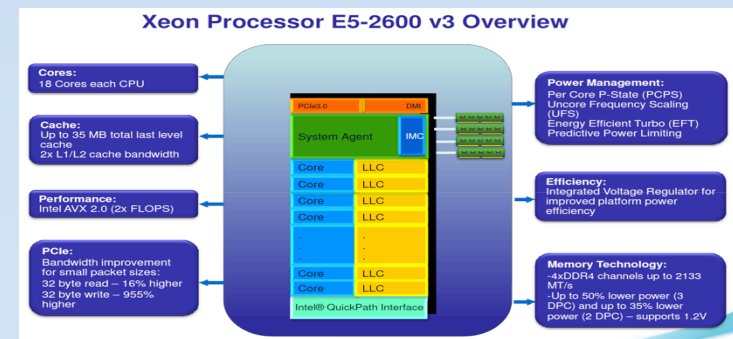 Xeon Processor E5-2600 v3 Overview
Cores:
18 Cores each CPU
Cache:
Up to 35 MB total last level
cache
2x L1/L2 cache bandwidth
Performance:
Intel AVX 2.0 (2x FLOPS)
PCIe:
Bandwidth improvement
for small packet sizes:
32 byte read – 16% higher
32 byte write – 955%
higher
PCIe3.0 DMI
System Agent IMC
Core LLC
Core LLC
Core LLC
Core LLC
. .
. .
. .
Core LLC
Core LLC
Intel® QuickPath Interface
Power Management:
Per Core P-State (PCPS)
Uncore Frequency Scaling
(UFS)
Energy Efficient Turbo (EFT)
Predictive Power Limiting
Efficiency:
Integrated Voltage Regulator for
improved platform power
efficiency
Memory Technology:
-4xDDR4 channels up to 2133
MT/s
-Up to 50% lower power (3
DPC) and up to 35% lower
power (2 DPC) – supports 1.2V